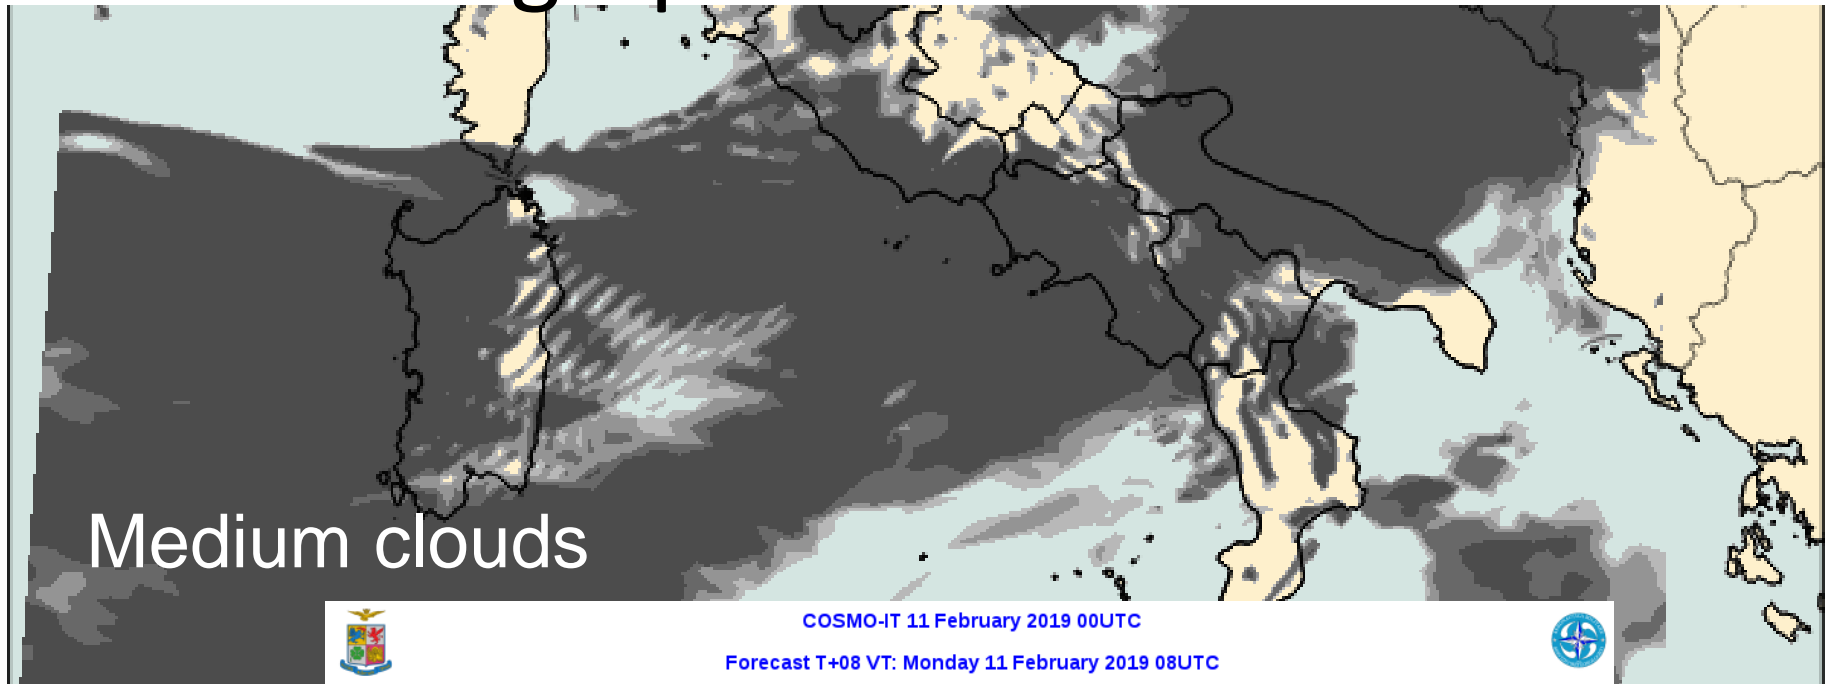 Medium clouds
COSMO-IT 11 February 2019 00UTC
Forecast T+08 VT: Monday 11 February 2019 08UTC